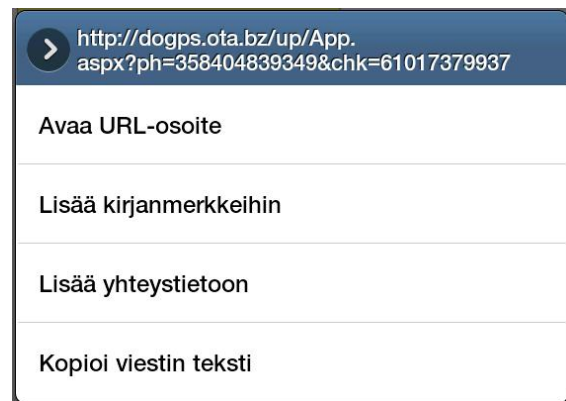 http://dogps.ota.bz/up/App.
aspx?ph=358404839349&chk=61017379937
Avaa URL-osoite
Lisää kirjanmerkkeihin
Lisää yhteystietoon
Kopioi viestin teksti